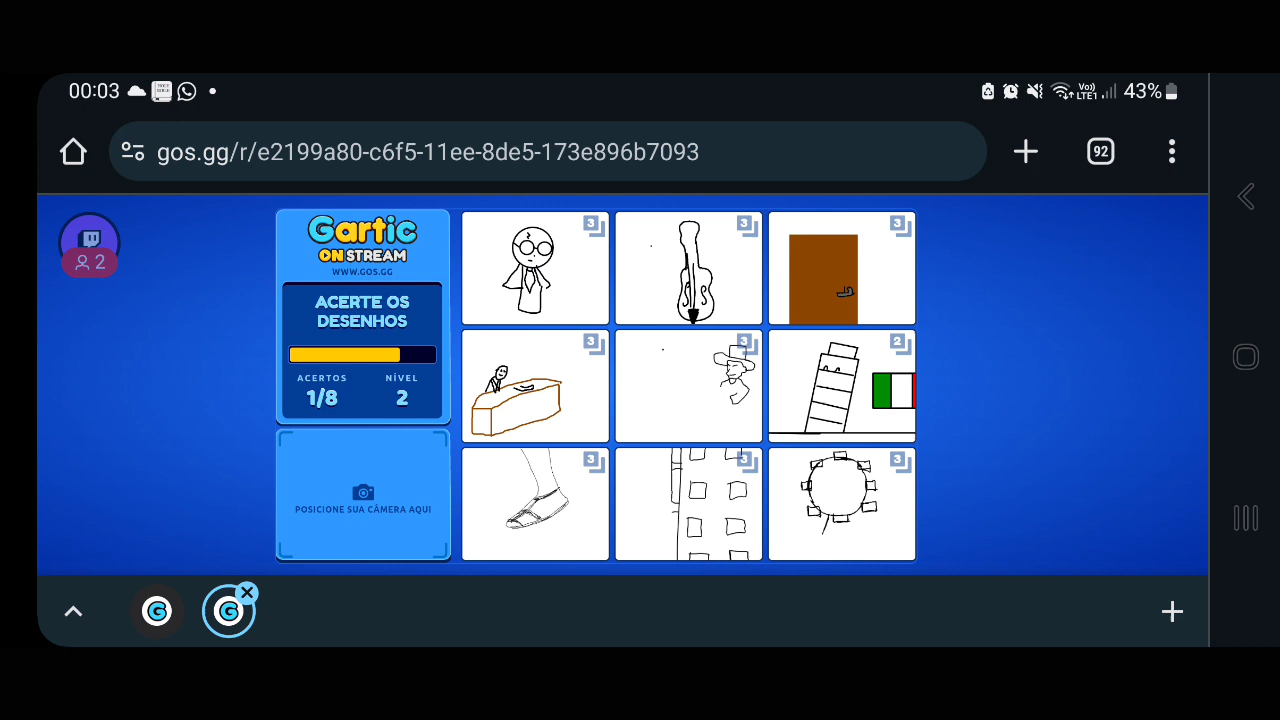 00:03
Vo))
LTE1
43%
gos.gg/r/e2199a80-c6f5-11ee-8de5-173e896b7093
92
2
Gartic
ON STREAM
WWW.GOS.GG
ACERTE OS
DESENHOS
ACERTOS NÍVEL
1/8 2
POSICIONE SUA CÂMERA AQUI
3 3 3
3 3 2
3 3 3
G G